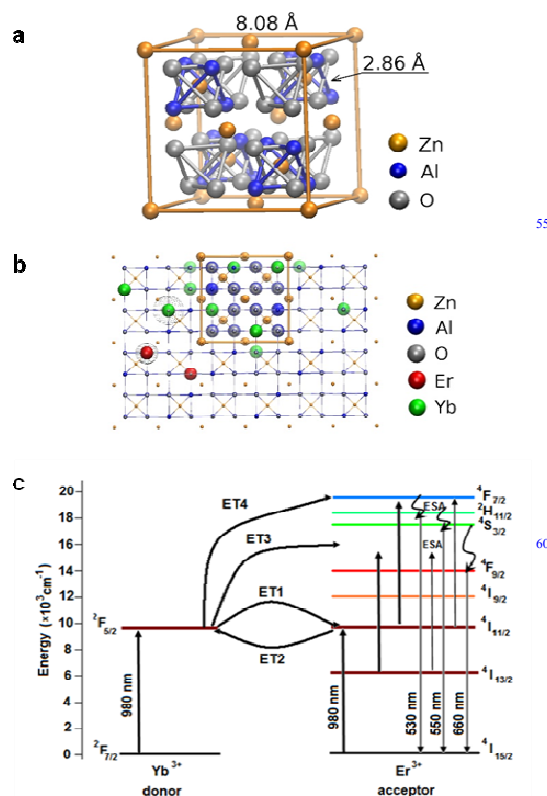 a
8.08 Å
2.86 Å
Zn
Al
O
55
b
Zn
Al
O
Er
Yb
c
Energy (×10³cm⁻¹)
20
18
16
14
12
10
8
6
4
2
0
ET4
ET3
ET1
ET2
ESA
ESA
⁴F₇/₂
²H₁₁/₂
⁴S₃/₂
60
⁴F₉/₂
⁴I₉/₂
⁴I₁₁/₂
⁴I₁₃/₂
⁴I₁₅/₂
²F₅/₂
²F₇/₂
980 nm
980 nm
530 nm
550 nm
660 nm
Yb³⁺
donor
Er³⁺
acceptor